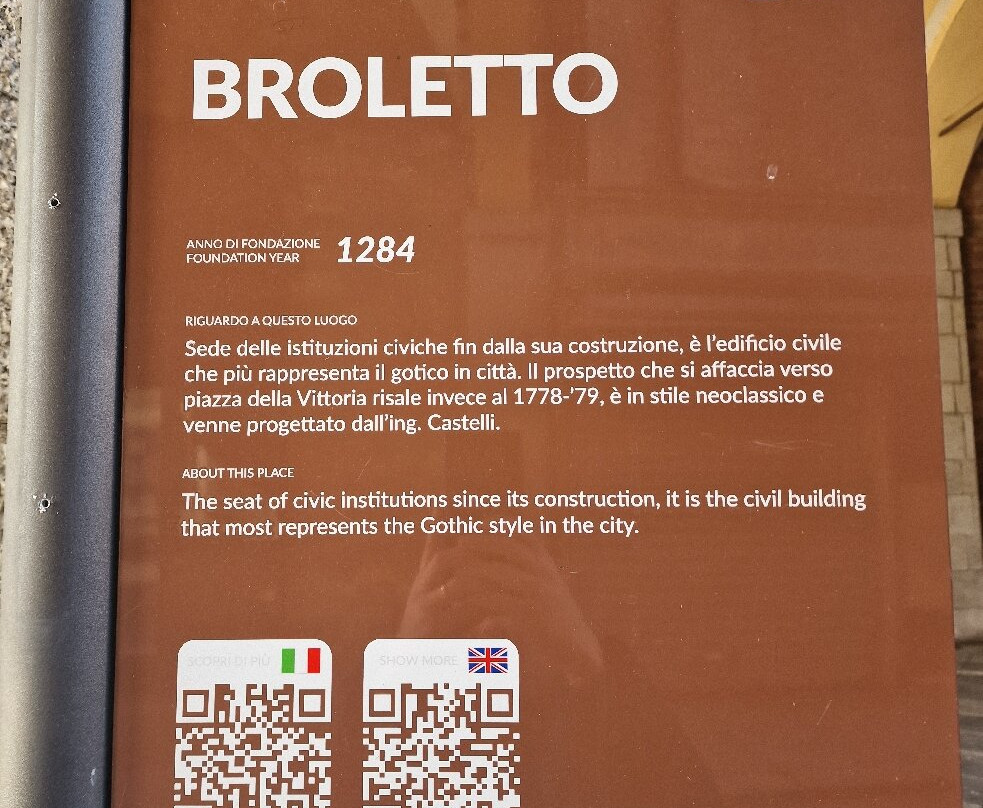 BROLETTO
ANNO DI FONDAZIONE
FOUNDATION YEAR
1284
RIGUARDO A QUESTO LUOGO
Sede delle istituzioni civiche fin dalla sua costruzione, è l'edificio civile
che più rappresenta il gotico in città. Il prospetto che si affaccia verso
piazza della Vittoria risale invece al 1778-'79, è in stile neoclassico e
venne progettato dall'ing. Castelli.
ABOUT THIS PLACE
The seat of civic institutions since its construction, it is the civil building
that most represents the Gothic style in the city.
SCOPRI DI PIÙ
SHOW MORE